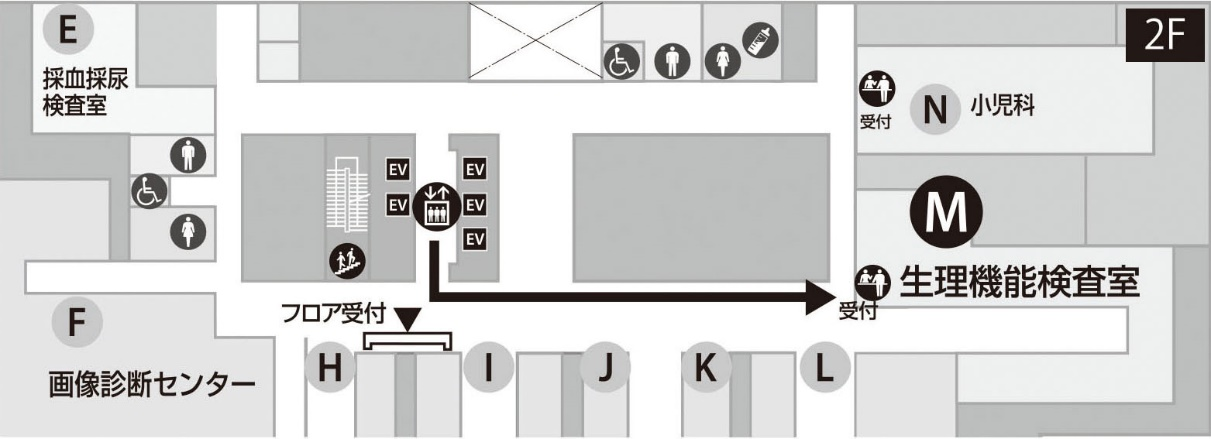 2F
E
採血採尿
検査室
受付
N
小児科
EV
EV
EV
EV
EV
M
生理機能検査室
受付
フロア受付
F
画像診断センター
H
I
J
K
L